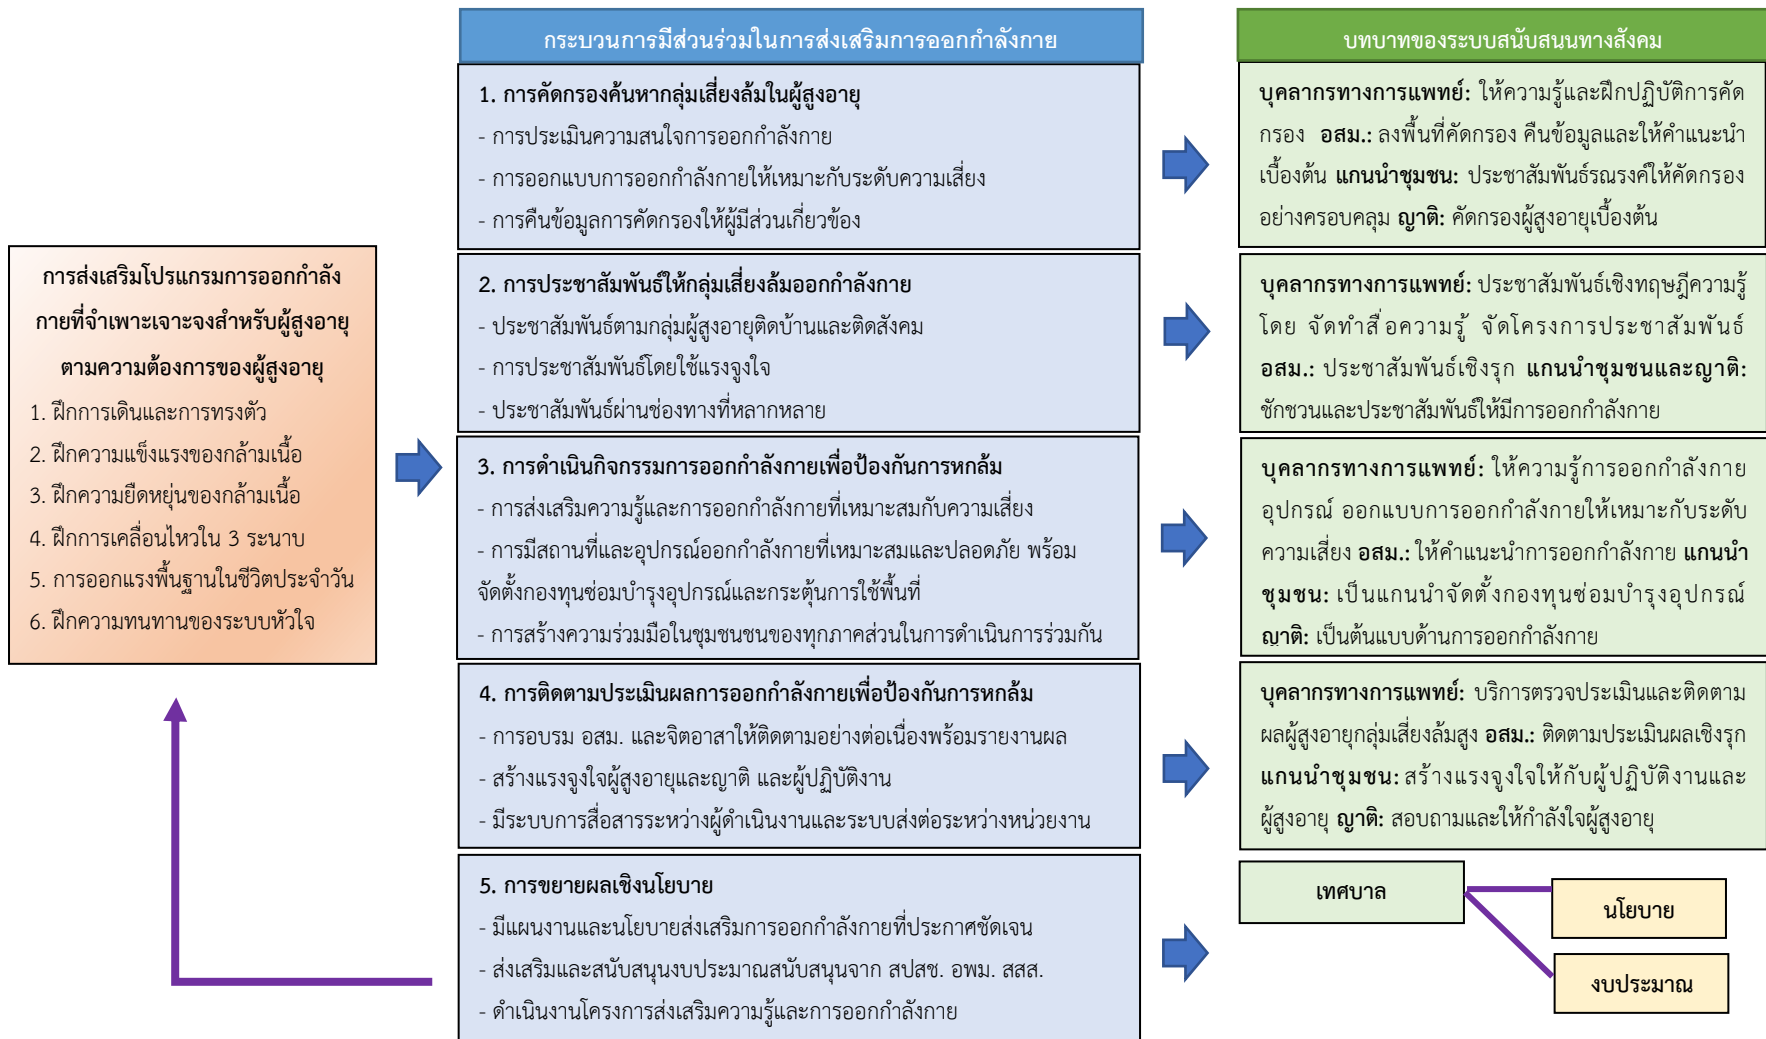 กระบวนการมีส่วนร่วมในการส่งเสริมการออกกำลังกาย
บทบาทของระบบสนับสนนทางสังคม
การส่งเสริมโปรแกรมการออกกำลัง
กายที่จำเพาะเจาะจงสำหรับผู้สูงอายุ
ตามความต้องการของผู้สูงอายุ
1. ฝึกการเดินและการทรงตัว
2. ฝึกความแข็งแรงของกล้ามเนื้อ
3. ฝึกความยืดหยุ่นของกล้ามเนื้อ
4. ฝึกการเคลื่อนไหวใน 3 ระนาบ
5. การออกแรงพื้นฐานในชีวิตประจำวัน
6. ฝึกความทนทานของระบบหัวใจ
1. การคัดกรองค้นหากลุ่มเสี่ยงล้มในผู้สูงอายุ
- การประเมินความสนใจการออกกำลังกาย
- การออกแบบการออกกำลังกายให้เหมาะกับระดับความเสี่ยง
- การคืนข้อมูลการคัดกรองให้ผู้มีส่วนเกี่ยวข้อง
บุคลากรทางการแพทย์: ให้ความรู้และฝึกปฏิบัติการคัด
กรอง อสม.: ลงพื้นที่คัดกรอง คืนข้อมูลและให้คำแนะนำ
เบื้องต้น แกนนำชุมชน: ประชาสัมพันธ์รณรงค์ให้คัดกรอง
อย่างครอบคลุม ญาติ: คัดกรองผู้สูงอายุเบื้องต้น
2. การประชาสัมพันธ์ให้กลุ่มเสี่ยงล้มออกกำลังกาย
- ประชาสัมพันธ์ตามกลุ่มผู้สูงอายุติดบ้านและติดสังคม
- การประชาสัมพันธ์โดยใช้แรงจูงใจ
- ประชาสัมพันธ์ผ่านช่องทางที่หลากหลาย
บุคลากรทางการแพทย์: ประชาสัมพันธ์เชิงทฤษฎีความรู้
โดย จัดทำสื่อความรู้ จัดโครงการประชาสัมพันธ์
อสม.: ประชาสัมพันธ์เชิงรุก แกนนำชุมชนและญาติ:
ชักชวนและประชาสัมพันธ์ให้มีการออกกำลังกาย
3. การดำเนินกิจกรรมการออกกำลังกายเพื่อป้องกันการหกล้ม
- การส่งเสริมความรู้และการออกกำลังกายที่เหมาะสมกับความเสี่ยง
- การมีสถานที่และอุปกรณ์ออกกำลังกายที่เหมาะสมและปลอดภัย พร้อม
จัดตั้งกองทุนซ่อมบำรุงอุปกรณ์และกระตุ้นการใช้พื้นที่
- การสร้างความร่วมมือในชุมชนชนของทุกภาคส่วนในการดำเนินการร่วมกัน
บุคลากรทางการแพทย์: ให้ความรู้การออกกำลังกาย
อุปกรณ์ ออกแบบการออกกำลังกายให้เหมาะกับระดับ
ความเสี่ยง อสม.: ให้คำแนะนำการออกกำลังกาย แกนนำ
ชุมชน: เป็นแกนนำจัดตั้งกองทุนซ่อมบำรุงอุปกรณ์
ญาติ: เป็นต้นแบบด้านการออกกำลังกาย
4. การติดตามประเมินผลการออกกำลังกายเพื่อป้องกันการหกล้ม
- การอบรม อสม. และจิตอาสาให้ติดตามอย่างต่อเนื่องพร้อมรายงานผล
- สร้างแรงจูงใจผู้สูงอายุและญาติ และผู้ปฏิบัติงาน
- มีระบบการสื่อสารระหว่างผู้ดำเนินงานและระบบส่งต่อระหว่างหน่วยงาน
บุคลากรทางการแพทย์: บริการตรวจประเมินและติดตาม
ผลผู้สูงอายุกลุ่มเสี่ยงล้มสูง อสม.: ติดตามประเมินผลเชิงรุก
แกนนำชุมชน: สร้างแรงจูงใจให้กับผู้ปฏิบัติงานและ
ผู้สูงอายุ ญาติ: สอบถามและให้กำลังใจผู้สูงอายุ
5. การขยายผลเชิงนโยบาย
- มีแผนงานและนโยบายส่งเสริมการออกกำลังกายที่ประกาศชัดเจน
- ส่งเสริมและสนับสนุนงบประมาณสนับสนุนจาก สปสช. อพม. สสส.
- ดำเนินงานโครงการส่งเสริมความรู้และการออกกำลังกาย
เทศบาล
นโยบาย
งบประมาณ